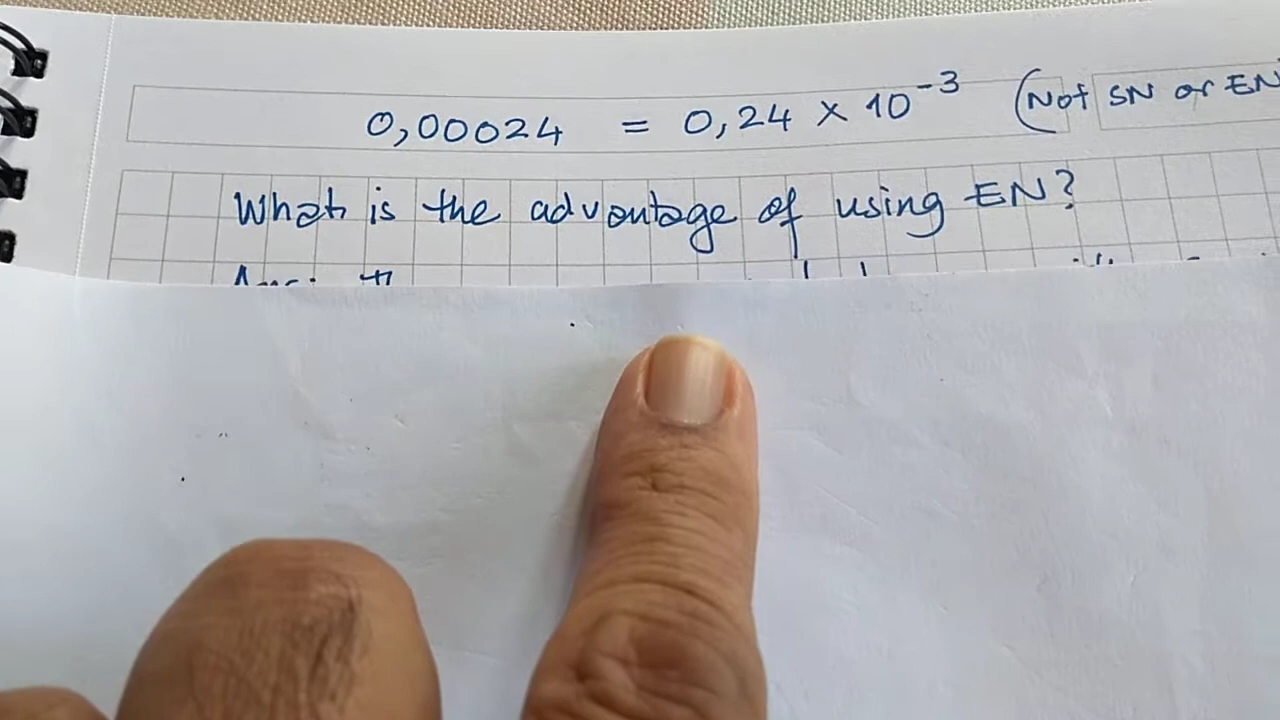 0,00024 = 0,24 × 10⁻³ (Not SN or EN
What is the advantage of using EN?